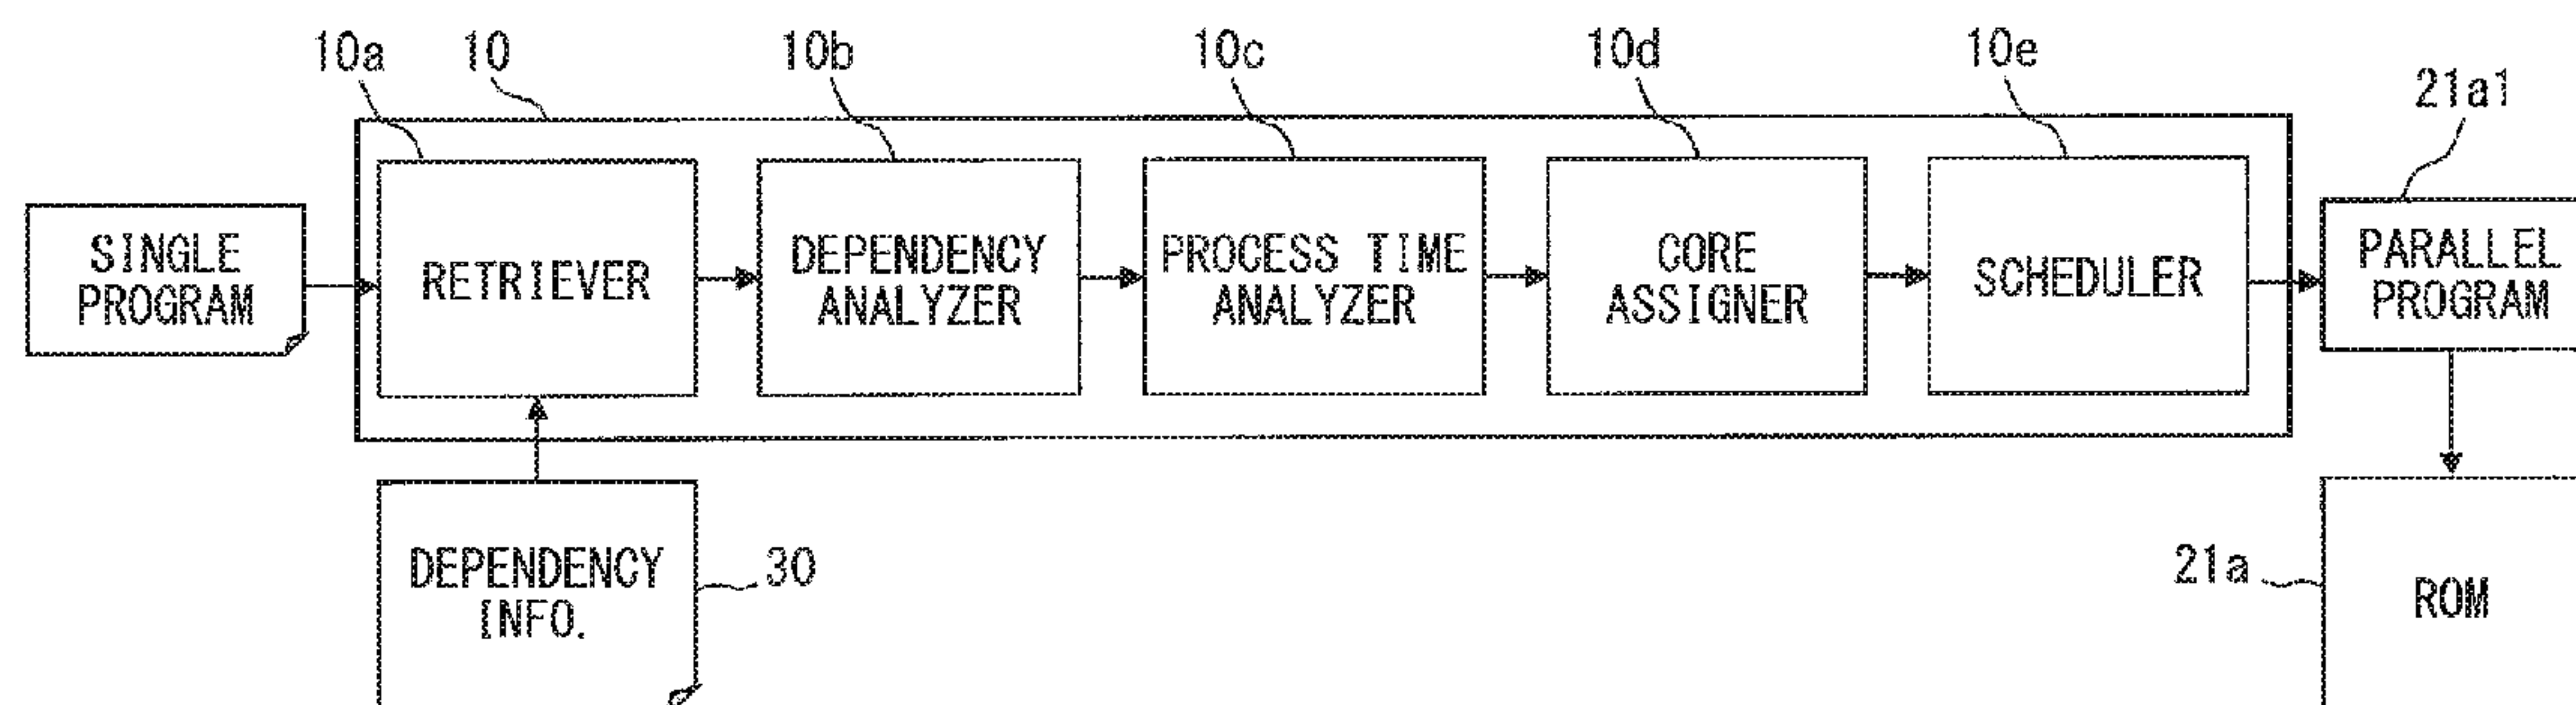 10a
10
10b
10c
10d
10e
21a1
SINGLE
PROGRAM
RETRIEVER
DEPENDENCY
ANALYZER
PROCESS TIME
ANALYZER
CORE
ASSIGNER
SCHEDULER
PARALLEL
PROGRAM
DEPENDENCY
INFO.
30
21a
ROM